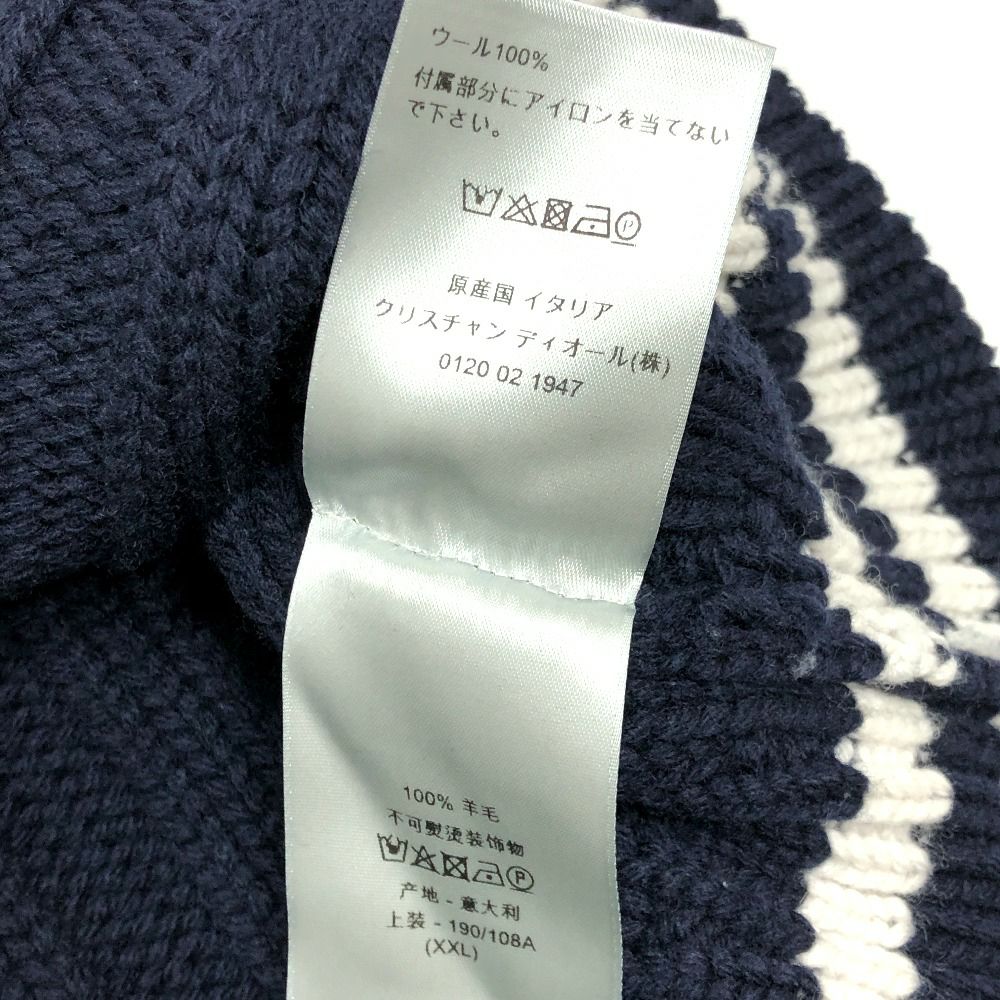 ウール100%
付属部分にアイロンを当てない
で下さい。
P
原産国 イタリア
クリスチャン ディオール(株)
0120 02 1947
100% 羊毛
不可熨烫装饰物
P
产地 - 意大利
上装 - 190/108A
(XXL)